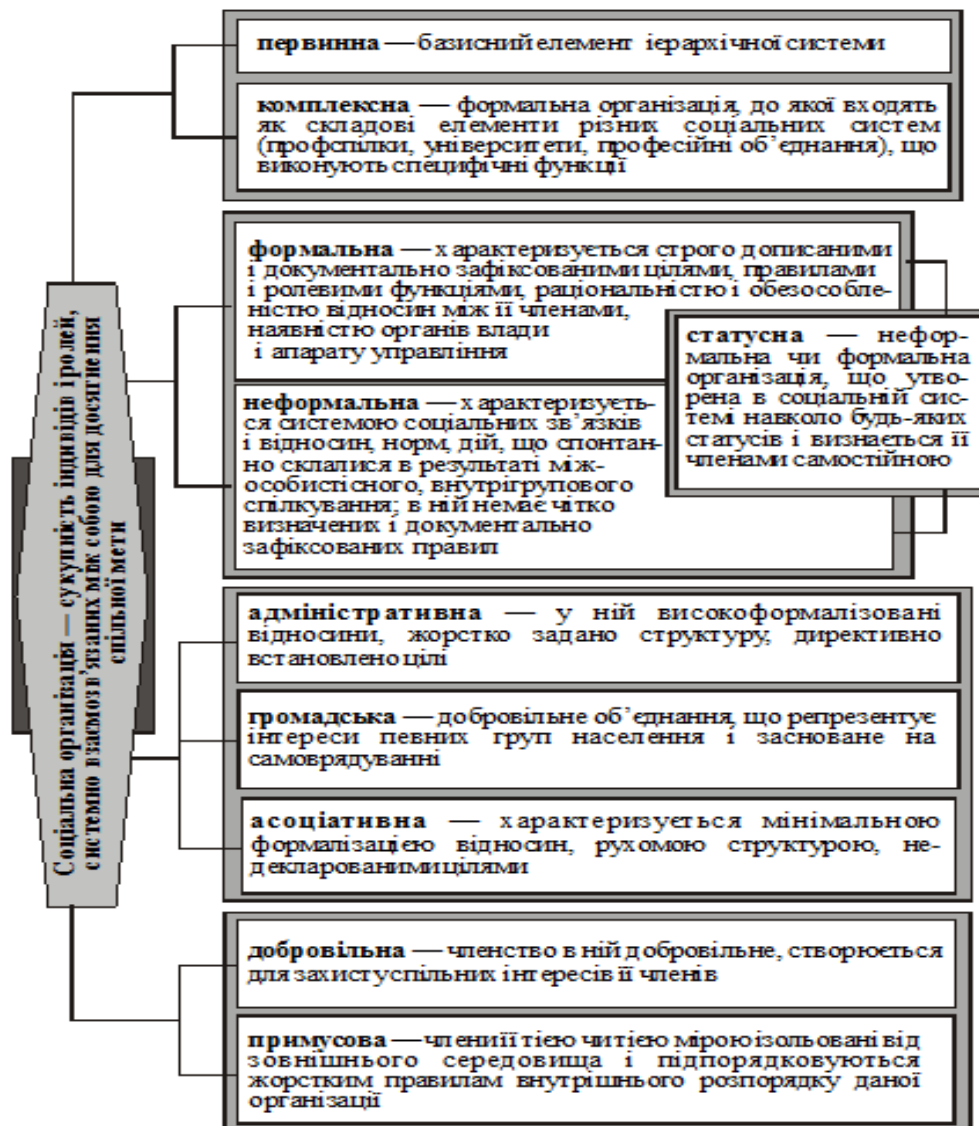 Соціальна організація — сукупність індивідів і ролей,
системно взаємозв’язаних між собою для досягнення
спільної мети
первинна — базисний елемент ієрархічної системи
комплексна — формальна організація, до якої входять
як складові елементи різних соціальних систем
(профспілки, університети, професійні об’єднання), що
виконують специфічні функції
формальна — характеризується строго дописаними
і документально зафіксованими цілями, правилами
і ролевими функціями, раціональністю і обезособле-
ністю відносин між її членами,
наявністю органів влади
і апарату управління
неформальна — характеризуєть-
ся системою соціальних зв’язків
і відносин, норм, дій, що спонтан-
но склалися в результаті між-
особистісного, внутрігрупового
спілкування; в ній немає чітко
визначених і документально
зафіксованих правил
статусна — нефор-
мальна чи формальна
організація, що утво-
рена в соціальній сис-
темі навколо будь-яких
статусів і визнається її
членами самостійною
адміністративна — у ній високоформалізовані
відносини, жорстко задано структуру, директивно
встановлено цілі
громадська — добровільне об’єднання, що репрезентує
інтереси певних груп населення і засноване на
самоврядуванні
асоціативна — характеризується мінімальною
формалізацією відносин, рухомою структурою, не-
декларованими цілями
добровільна — членство в ній добровільне, створюється
для захисту спільних інтересів її членів
примусова — члени її тією чи тією мірою ізольовані від
зовнішнього середовища і підпорядковуються
жорстким правилам внутрішнього розпорядку даної
організації